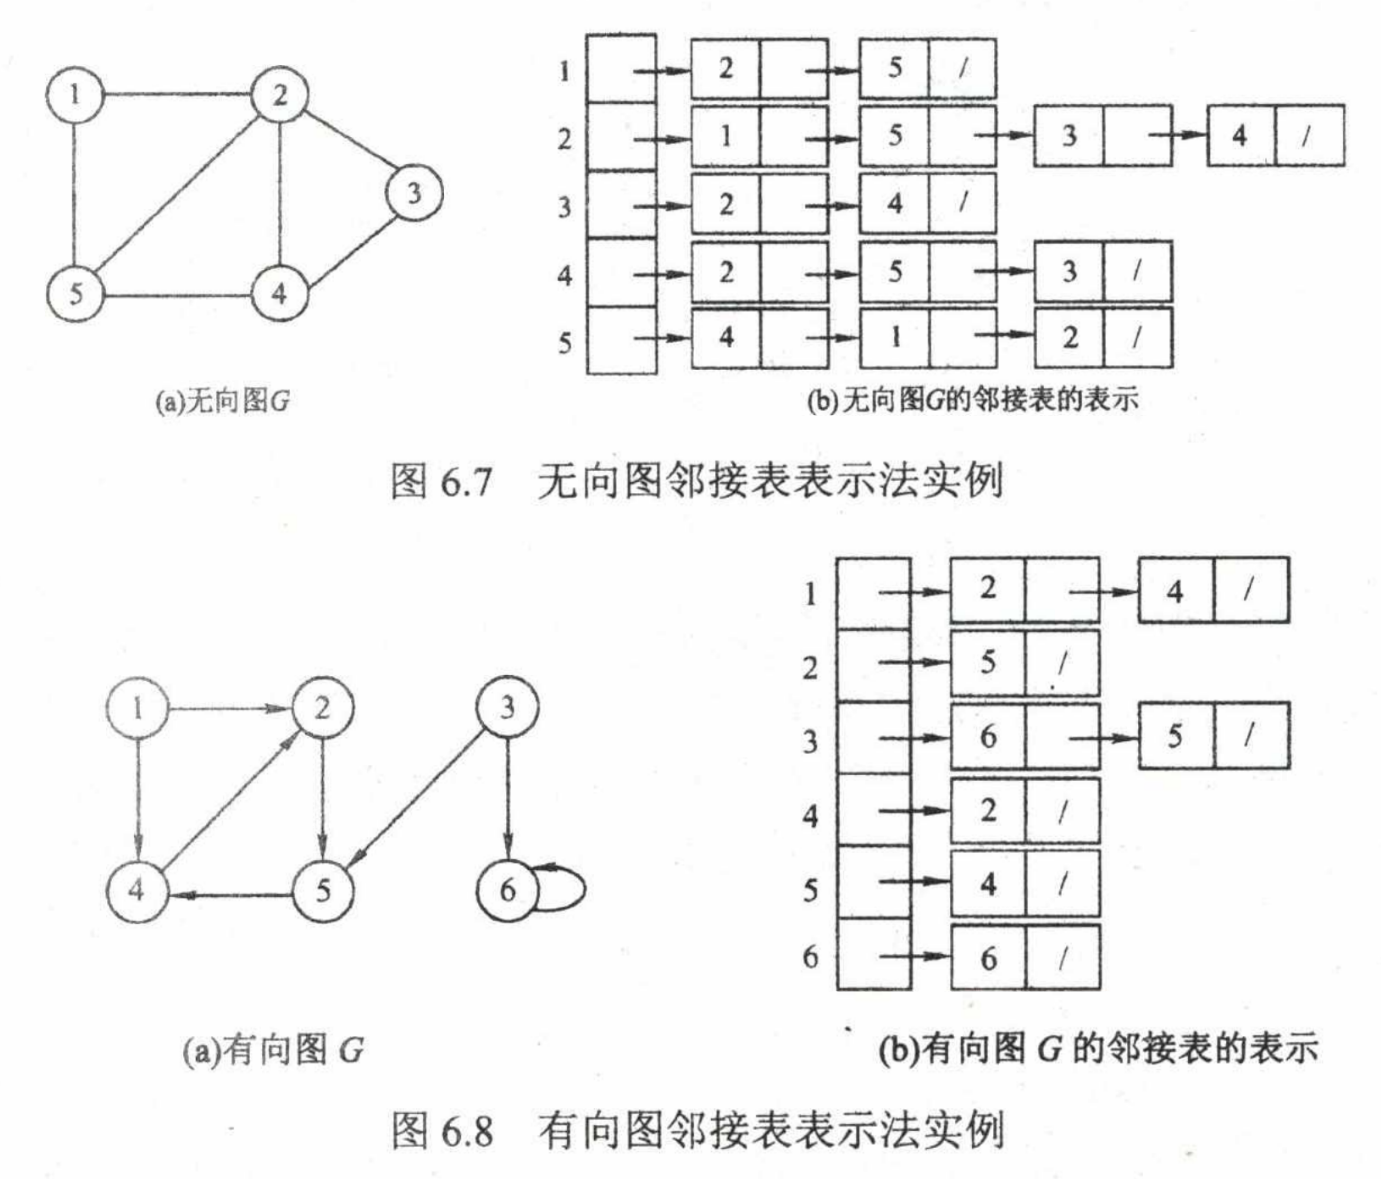 1 2 3 5 4
1 2 5 /
2 1 5 3 4 /
3 2 4 /
4 2 5 3 /
5 4 1 2 /
(a)无向图G
(b)无向图G的邻接表的表示
图 6.7 无向图邻接表表示法实例
1 2 3
4 5 6
1 2 4 /
2 5 /
3 6 5 /
4 2 /
5 4 /
6 6 /
(a)有向图 G
(b)有向图 G 的邻接表的表示
图 6.8 有向图邻接表表示法实例